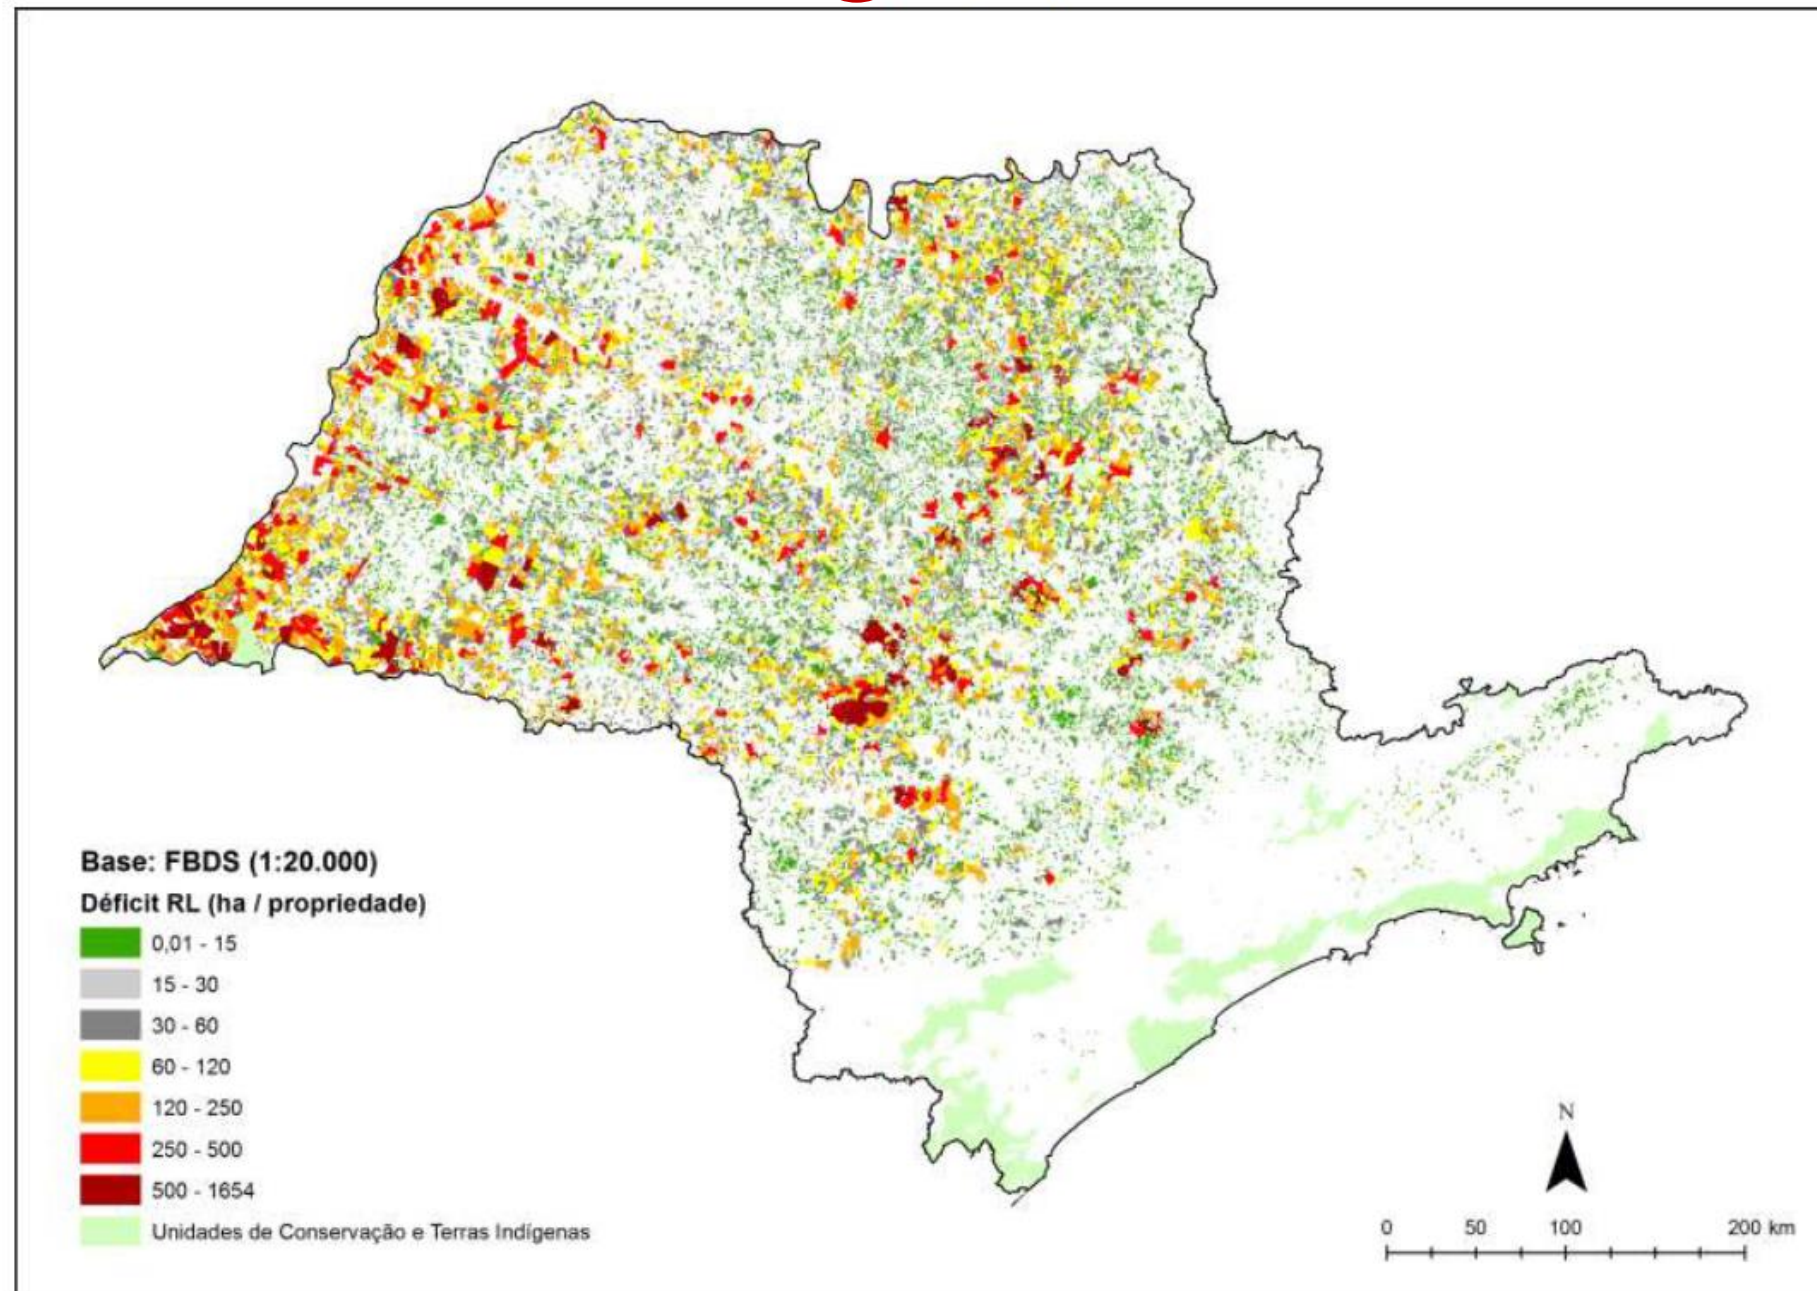 Base: FBDS (1:20.000)
Déficit RL (ha / propriedade)
0,01 - 15
15 - 30
30 - 60
60 - 120
120 - 250
250 - 500
500 - 1654
Unidades de Conservação e Terras Indígenas
N
0 50 100 200 km